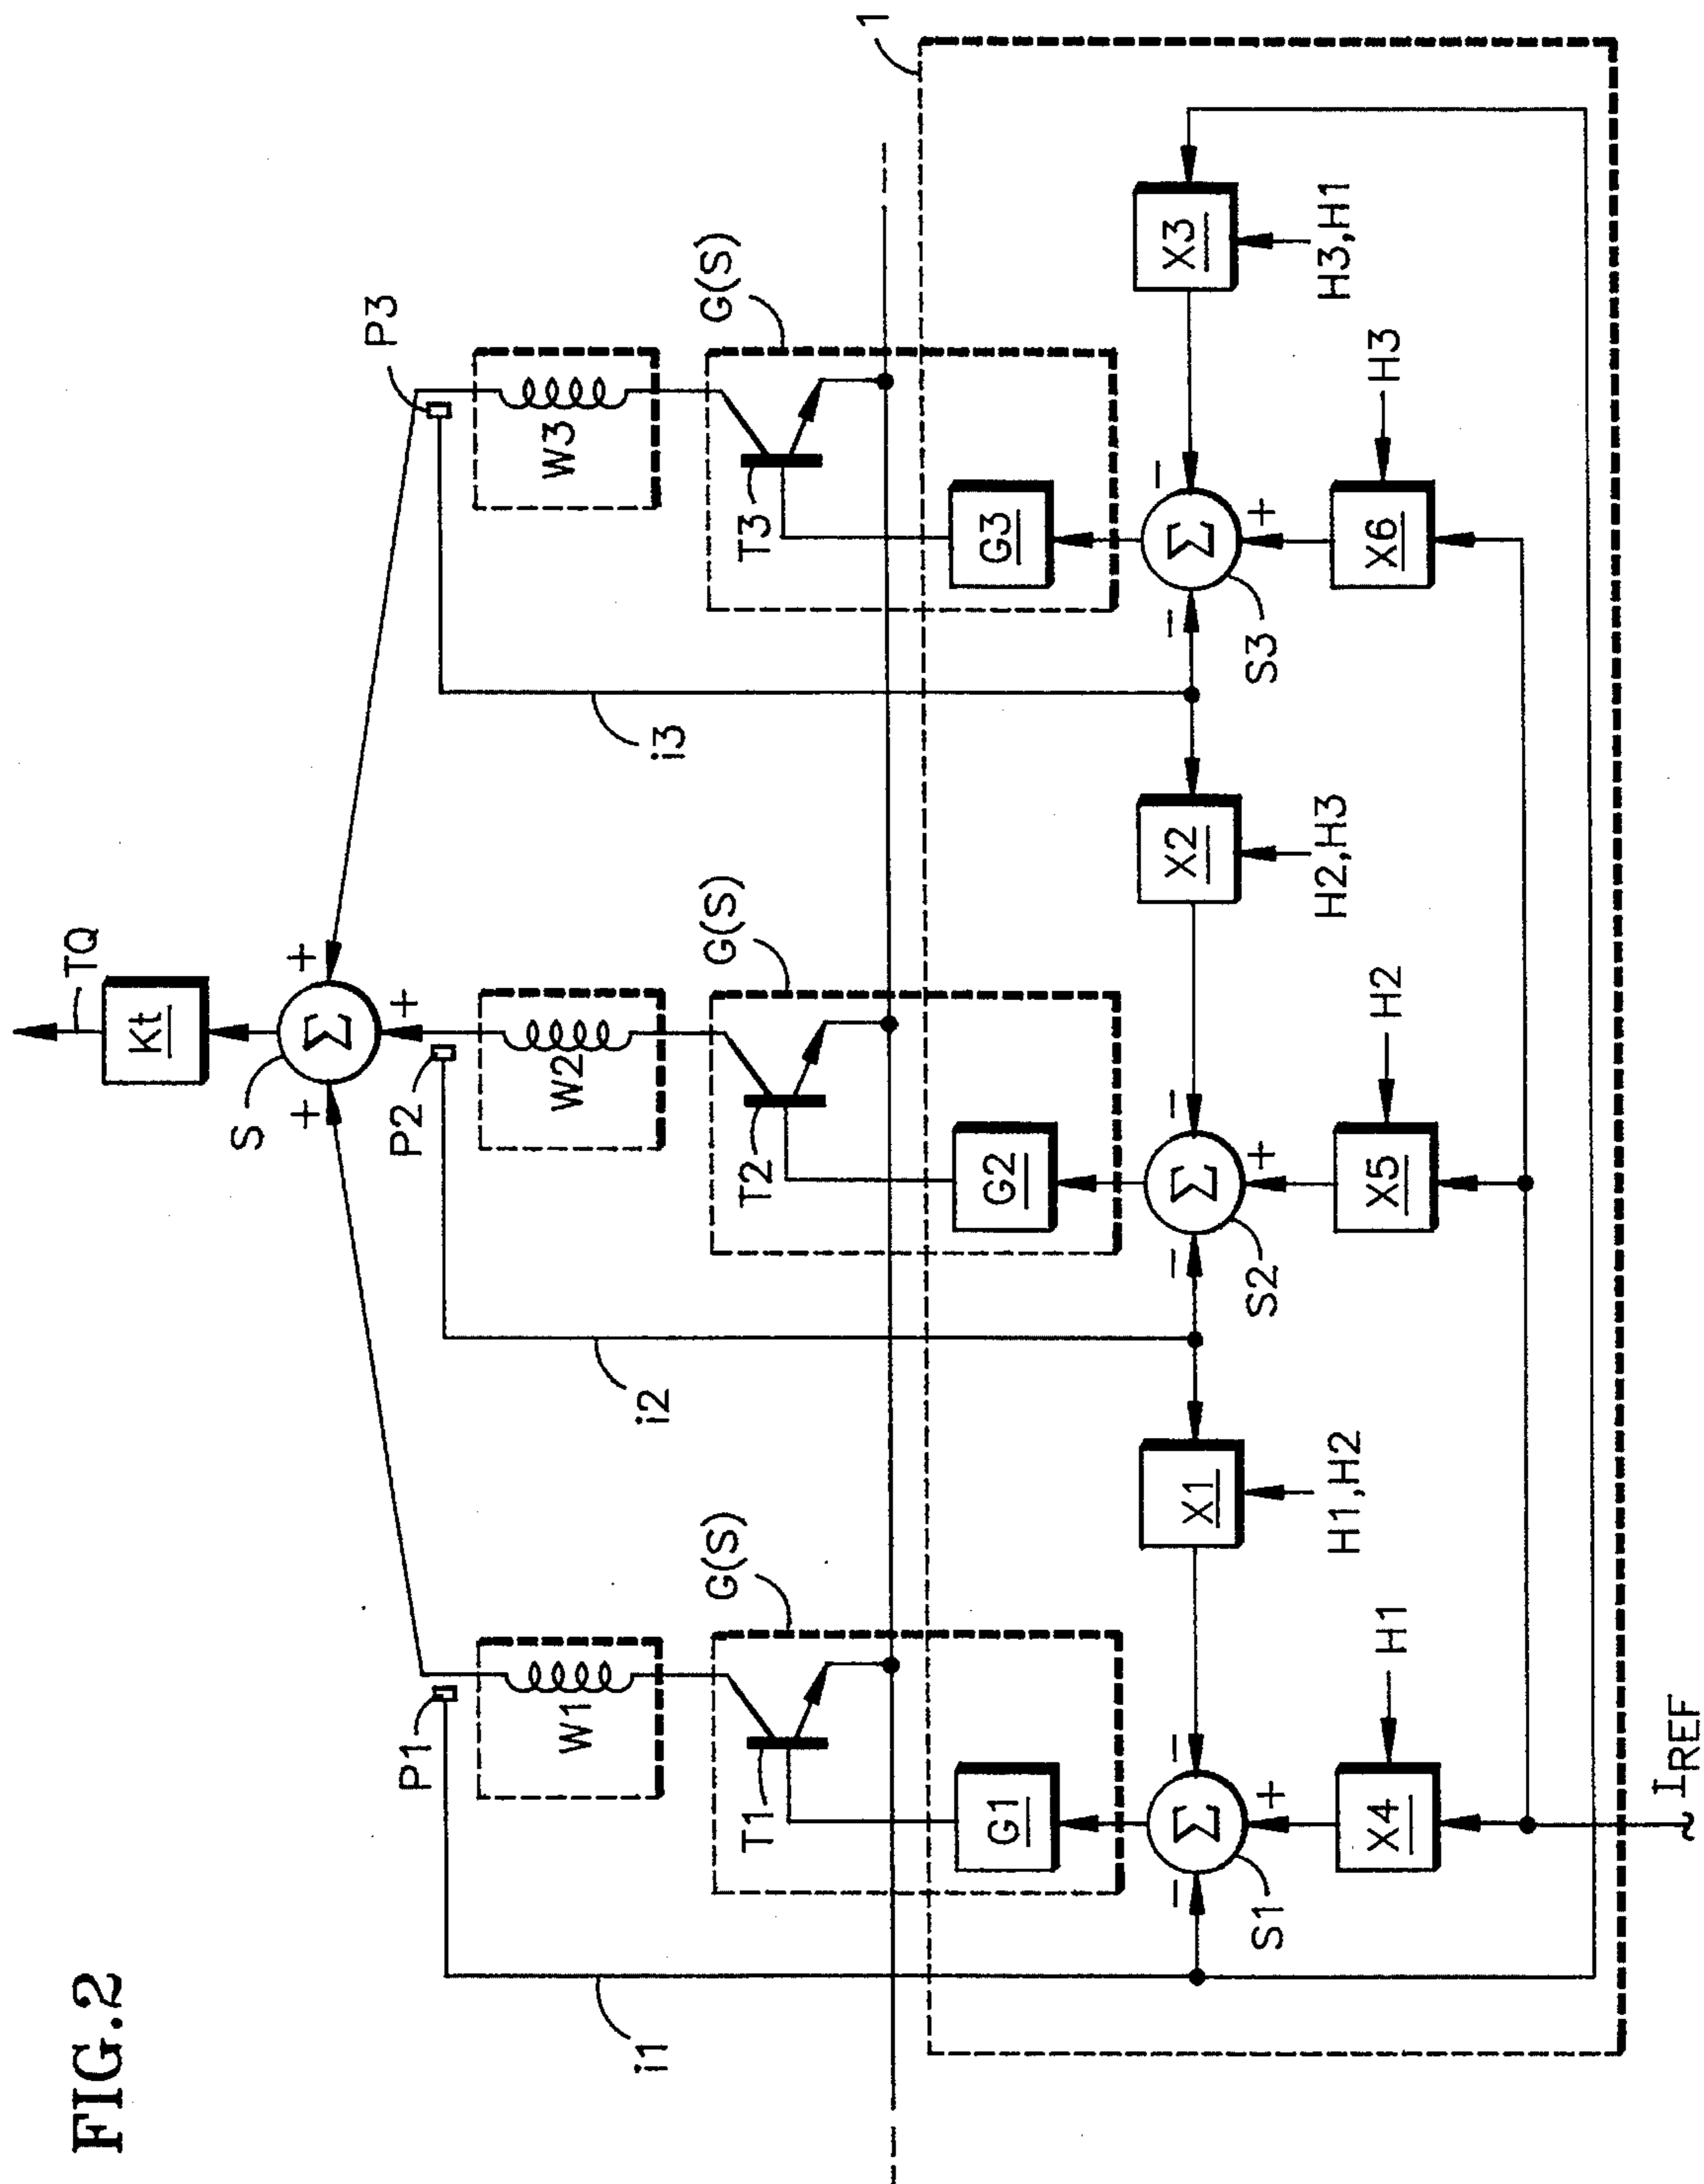 FIG.2
TQ
Kt
S
+ Σ +
+
P1
P2
P3
W1
W2
W3
i1
i2
i3
G(S)
G(S)
G(S)
T1
T2
T3
1
G1
G2
G3
− Σ −
X1
− Σ −
X2
− Σ −
X3
S1
+
S2
+
S3
+
H1,H2
H2,H3
H3,H1
X4
H1
X5
H2
X6
H3
IREF